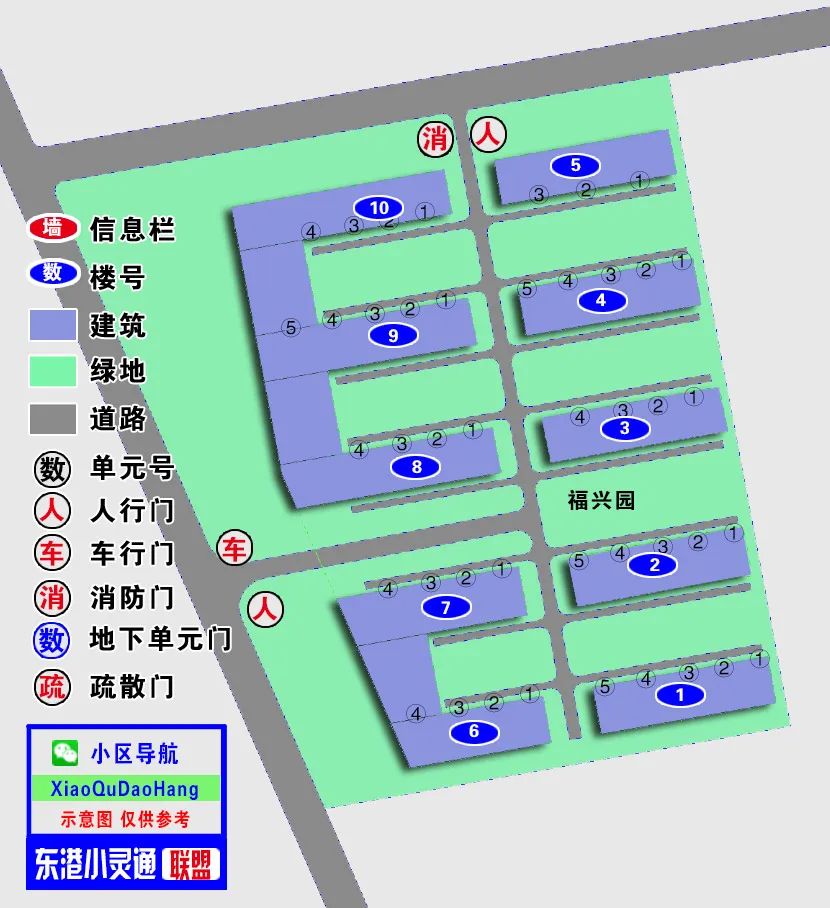 消
人
5
3
2
1
10
4
3
2
1
墙 信息栏
数 楼号
建筑
绿地
道路
数 单元号
人 人行门
车 车行门
消 消防门
数 地下单元门
疏 疏散门
5
4
3
2
1
4
5
4
3
2
1
9
4
3
2
1
3
4
3
2
1
8
福兴园
车
人
5
4
3
2
1
2
4
3
2
1
7
5
4
3
2
1
1
4
3
2
1
6
小区导航
XiaoQuDaoHang
示意图 仅供参考
东港小灵通 联盟